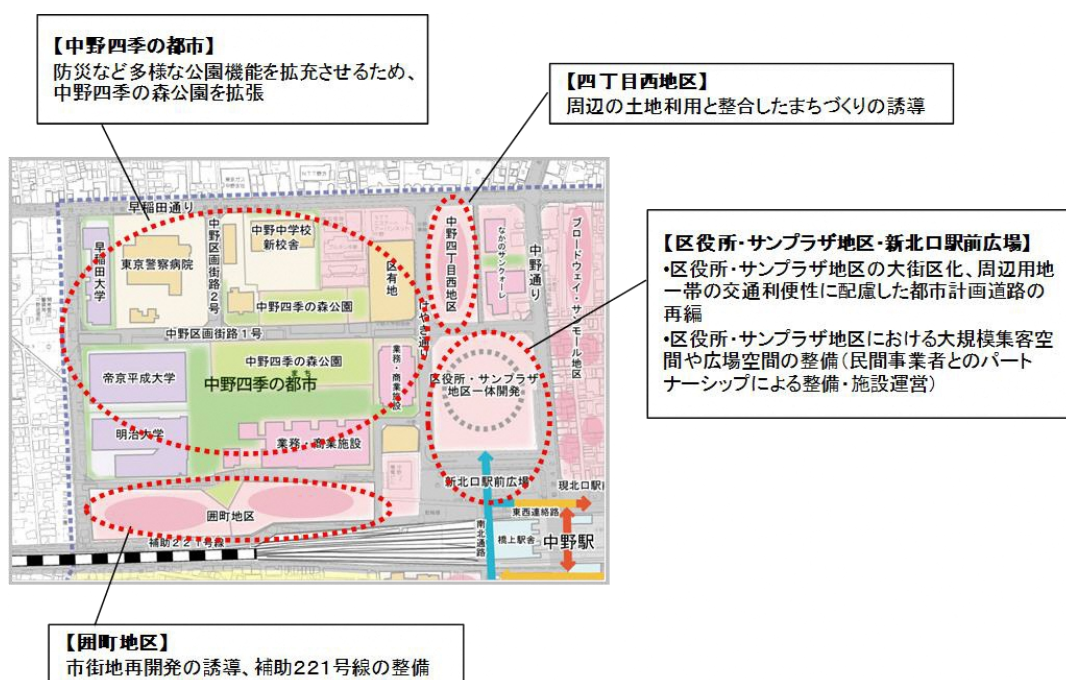 【中野四季の都市】
防災など多様な公園機能を拡充させるため、
中野四季の森公園を拡張
【四丁目西地区】
周辺の土地利用と整合したまちづくりの誘導
【区役所・サンプラザ地区・新北口駅前広場】
•区役所・サンプラザ地区の大街区化、周辺用地
一帯の交通利便性に配慮した都市計画道路の
再編
•区役所・サンプラザ地区における大規模集客空
間や広場空間の整備(民間事業者とのパート
ナーシップによる整備・施設運営)
早稲田通り
早稲田大学
東京警察病院
中野区画街路2号
中野中学校
新校舎
区有地
中野四丁目西地区
なかのサンクォーレ
中野通り
ブロードウェイ・サンモール地区
中野四季の森公園
けやき通り
中野区画街路1号
帝京平成大学
中野四季の森公園
まち
中野四季の都市
業務・商業施設
区役所・サンプラザ
地区一体開発
明治大学
業務・商業施設
新北口駅前広場
現北口駅前
東西連絡路
囲町地区
南北通路
橋上駅舎
中野駅
補助221号線
【囲町地区】
市街地再開発の誘導、補助221号線の整備